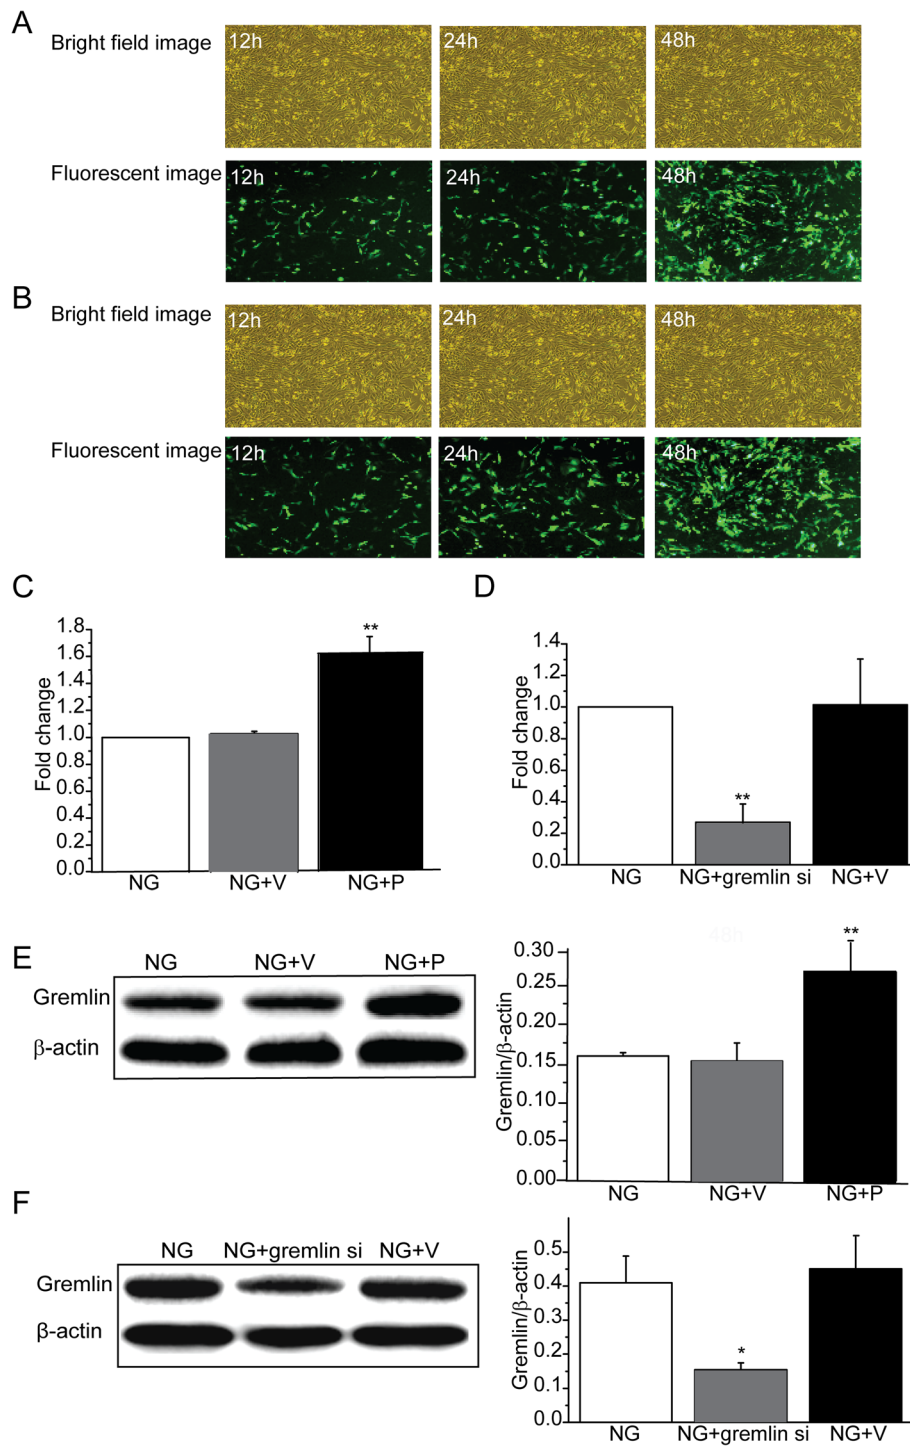 A
Bright field image 12h 24h 48h
Fluorescent image 12h 24h 48h
B
Bright field image 12h 24h 48h
Fluorescent image 12h 24h 48h
C
Fold change
1.8
1.6
1.4
1.2
1.0
0.8
0.6
0.4
0.2
0.0
**
NG NG+V NG+P
D
Fold change
1.4
1.2
1.0
0.8
0.6
0.4
0.2
0.0
**
NG NG+gremlin si NG+V
E
NG NG+V NG+P
Gremlin
β-actin
48h
Gremlin/β-actin
0.30
0.25
0.20
0.15
0.10
0.05
0.00
**
NG NG+V NG+P
F
NG NG+gremlin si NG+V
Gremlin
β-actin
Gremlin/β-actin
0.5
0.4
0.3
0.2
0.1
0.0
*
NG NG+gremlin si NG+V